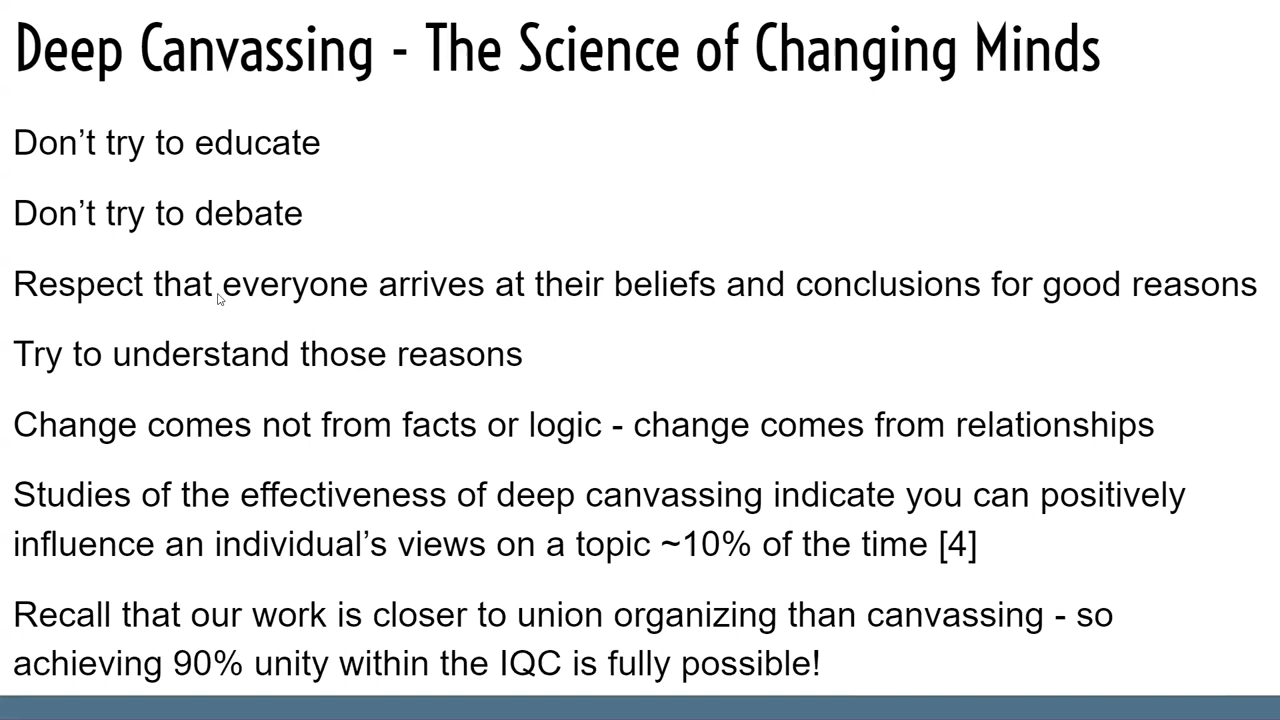 Deep Canvassing - The Science of Changing Minds
Don’t try to educate
Don’t try to debate
Respect that everyone arrives at their beliefs and conclusions for good reasons
Try to understand those reasons
Change comes not from facts or logic - change comes from relationships
Studies of the effectiveness of deep canvassing indicate you can positively
influence an individual’s views on a topic ~10% of the time [4]
Recall that our work is closer to union organizing than canvassing - so
achieving 90% unity within the IQC is fully possible!